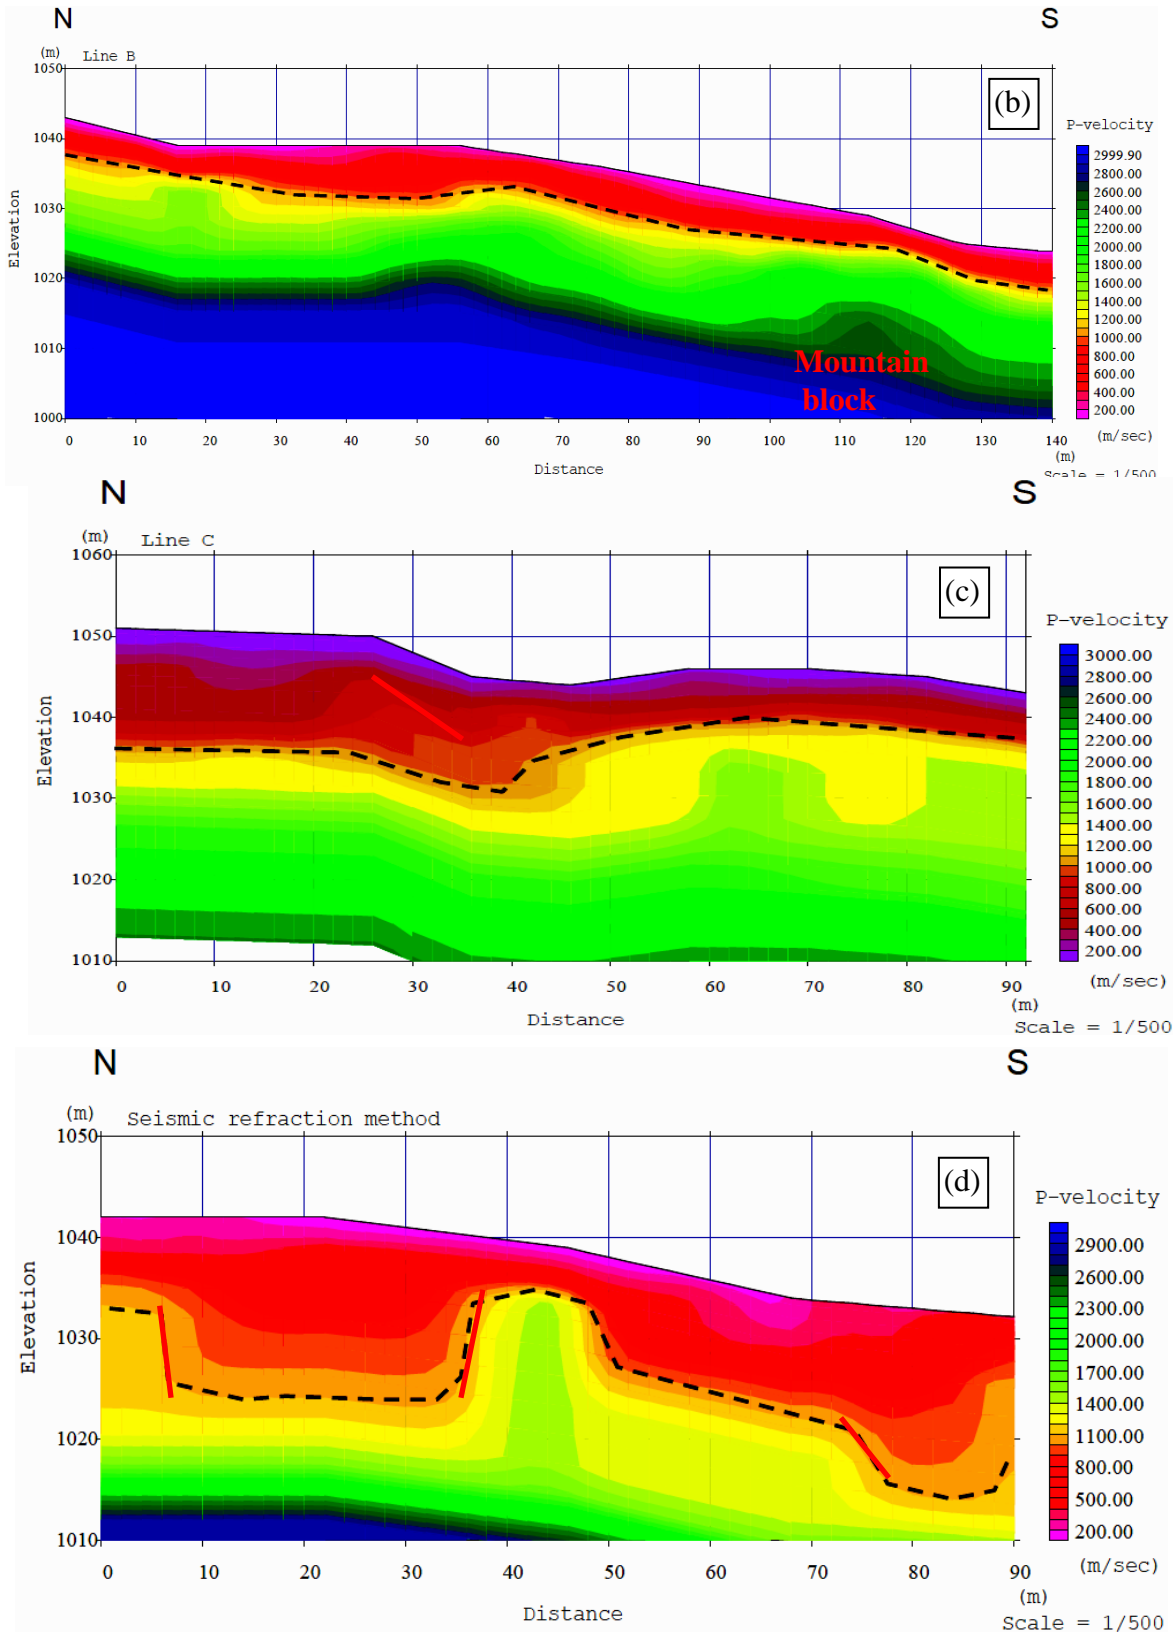 N S
(m) Line B
(b)
P-velocity
Elevation
1050
1040
1030
1020
1010
1000
2999.90
2800.00
2600.00
2400.00
2200.00
2000.00
1800.00
1600.00
1400.00
1200.00
1000.00
800.00
600.00
400.00
200.00
(m/sec)
Mountain
block
0 10 20 30 40 50 60 70 80 90 100 110 120 130 140
(m)
Distance
Scale = 1/500
N S
(m) Line C
(c)
P-velocity
Elevation
1060
1050
1040
1030
1020
1010
3000.00
2800.00
2600.00
2400.00
2200.00
2000.00
1800.00
1600.00
1400.00
1200.00
1000.00
800.00
600.00
400.00
200.00
(m/sec)
0 10 20 30 40 50 60 70 80 90
(m)
Distance
Scale = 1/500
N S
(m) Seismic refraction method
(d)
P-velocity
Elevation
1050
1040
1030
1020
1010
2900.00
2600.00
2300.00
2000.00
1700.00
1400.00
1100.00
800.00
500.00
200.00
(m/sec)
0 10 20 30 40 50 60 70 80 90
(m)
Distance
Scale = 1/500